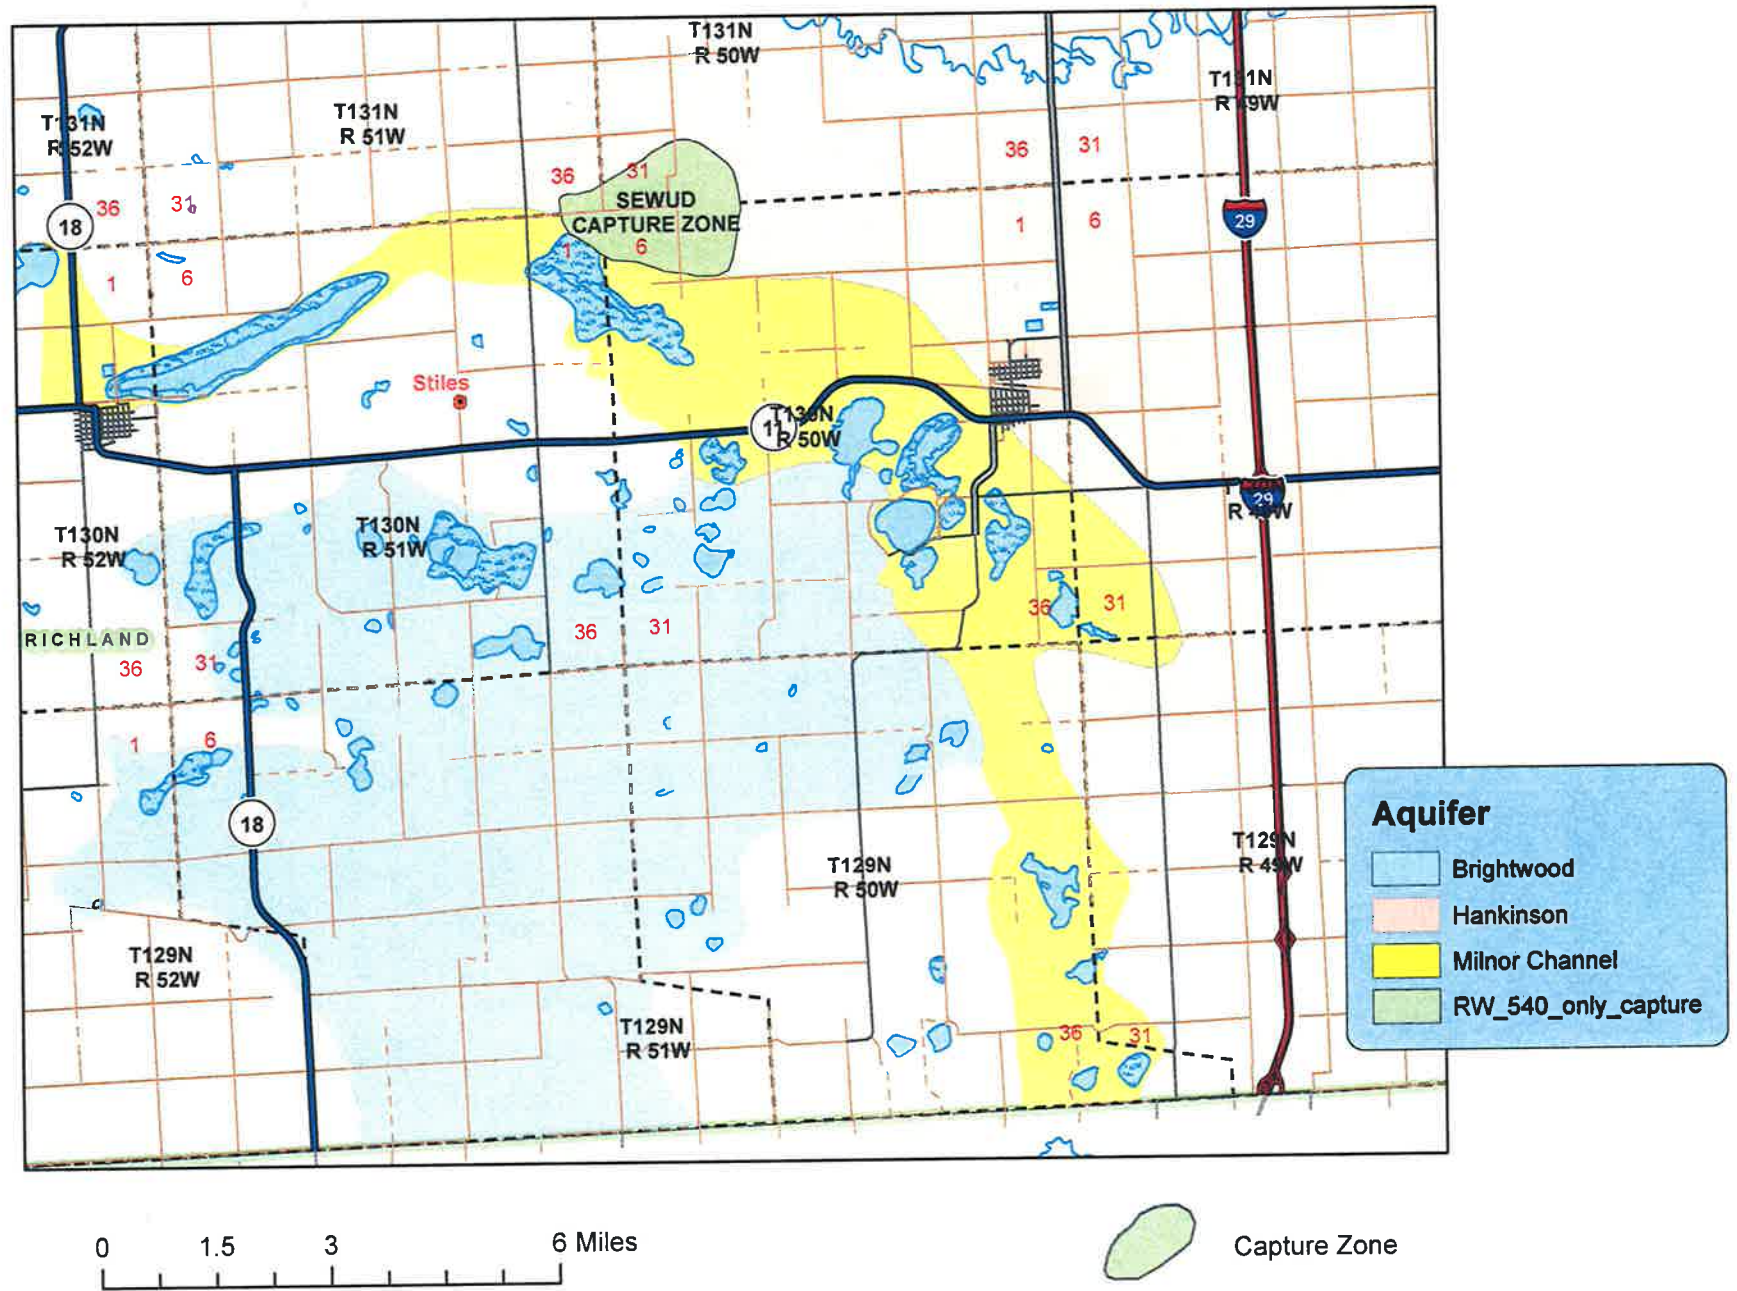 T131N
R 50W
T131N
R 49W
T131N
R 51W
T131N
R 52W
36
31
36
31
SEWUD
CAPTURE ZONE
36
31
18
29
1
6
1
6
1
6
Stiles
11
T130N
R 50W
29
T130N
R 52W
T130N
R 51W
36
31
36
31
RICHLAND
36
31
1
6
18
T129N
R 50W
T129N
R 49W
T129N
R 52W
T129N
R 51W
36
31
Aquifer
Brightwood
Hankinson
Milnor Channel
RW_540_only_capture
0
1.5
3
6 Miles
Capture Zone